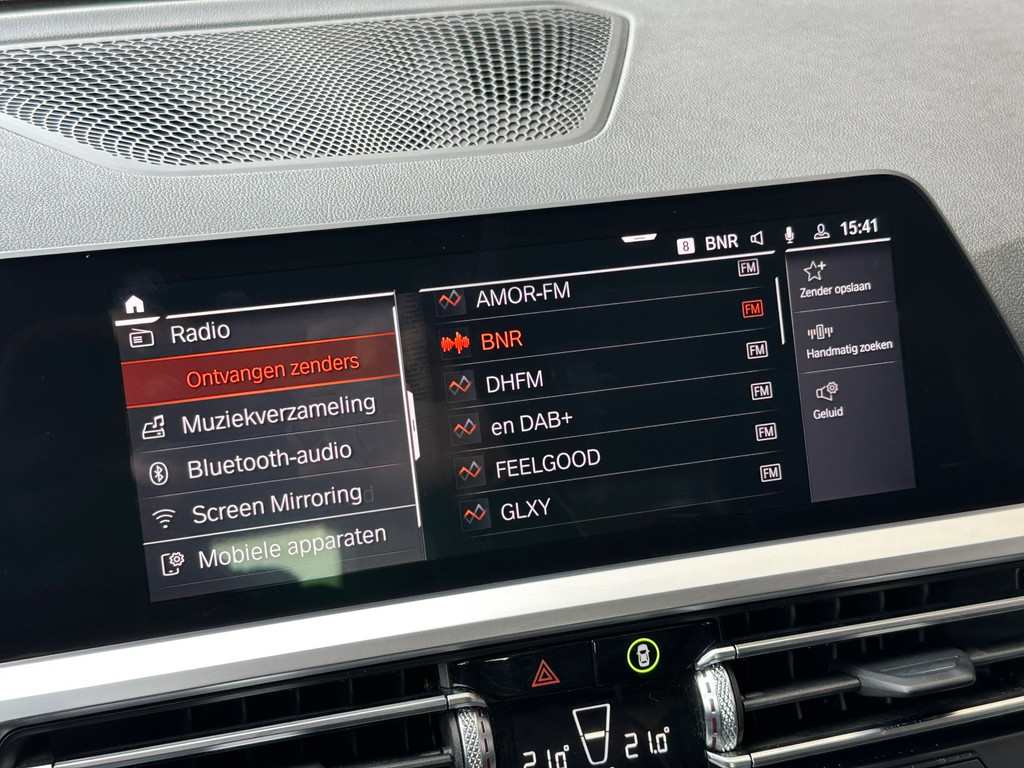 8 BNR 15:41
Radio
Ontvangen zenders
Muziekverzameling
Bluetooth-audio
Screen Mirroring
Mobiele apparaten
AMOR-FM FM
BNR FM
DHFM FM
en DAB+ FM
FEELGOOD FM
GLXY FM
Zender opslaan
Handmatig zoeken
Geluid
21.0° 21.0°